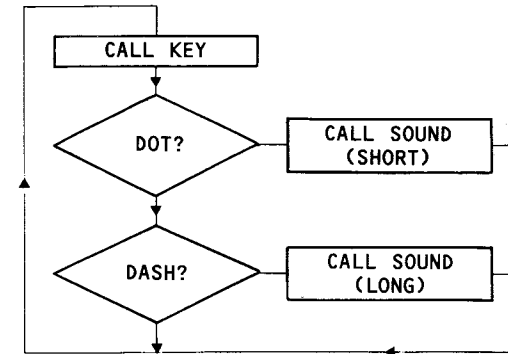 CALL KEY
DOT?
CALL SOUND
(SHORT)
DASH?
CALL SOUND
(LONG)